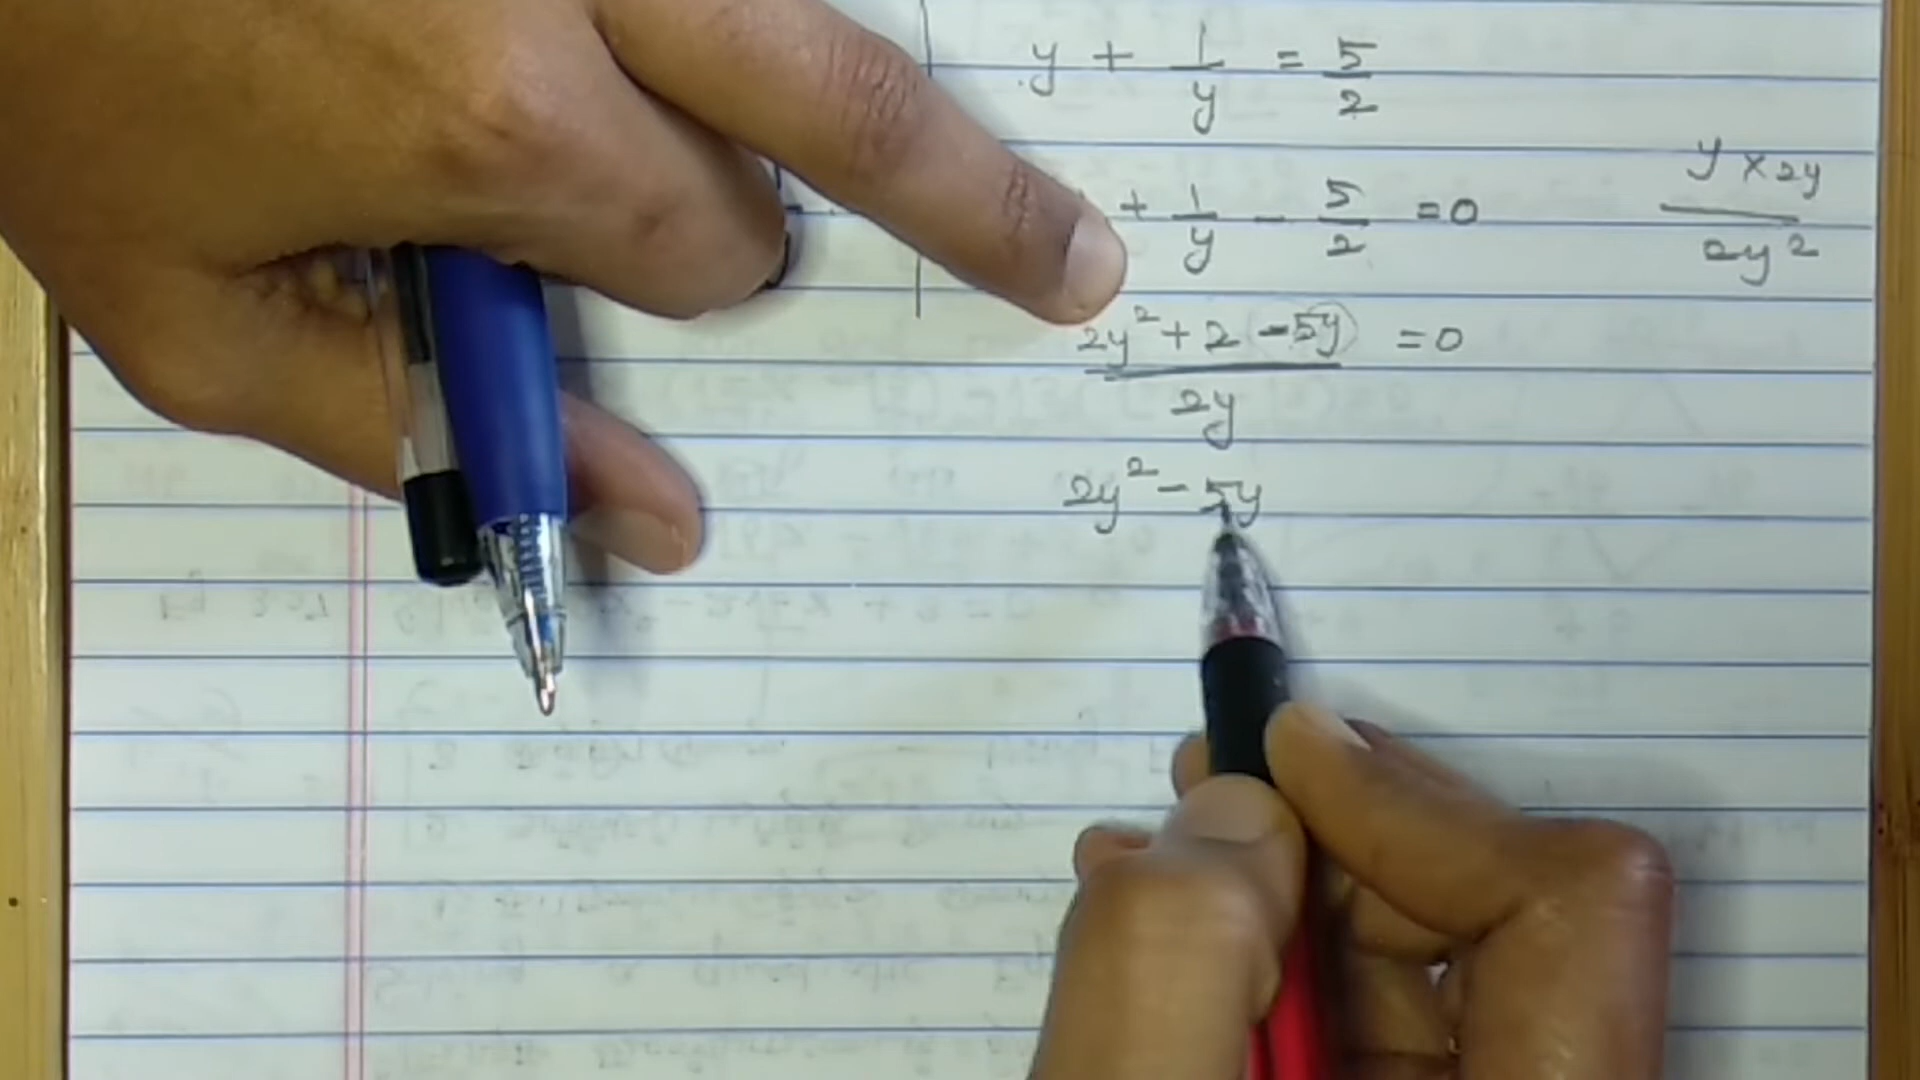 y + 1/y = 5/2
+ 1/y - 5/2 = 0
y × 2y
2y²
2y² + 2 - 5y = 0
2y
2y² - 5y